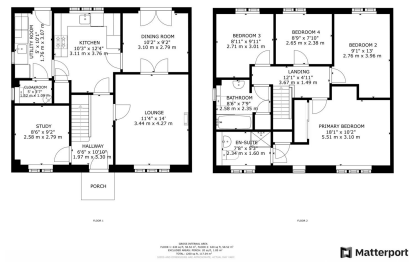 UTILITY ROOM
KITCHEN
10'3" x 12'4"
3.11 m x 3.76 m
DINING ROOM
10'2" x 9'2"
3.10 m x 2.79 m
CLOAKROOM
STUDY
8'6" x 9'2"
2.58 m x 2.79 m
HALLWAY
6'6" x 10'10"
1.97 m x 5.30 m
LOUNGE
11'4" x 14'
3.44 m x 4.27 m
PORCH
FLOOR 1
BEDROOM 3
8'11" x 9'11"
2.71 m x 3.01 m
BEDROOM 4
8'9" x 7'10"
2.65 m x 2.38 m
BEDROOM 2
9'1" x 13'
2.76 m x 3.96 m
LANDING
12'1" x 4'11"
3.67 m x 1.49 m
BATHROOM
8'6" x 7'9"
2.58 m x 2.35 m
PRIMARY BEDROOM
18'1" x 10'2"
5.51 m x 3.10 m
EN-SUITE
7'8" x 5'3"
2.34 m x 1.60 m
FLOOR 2
Matterport